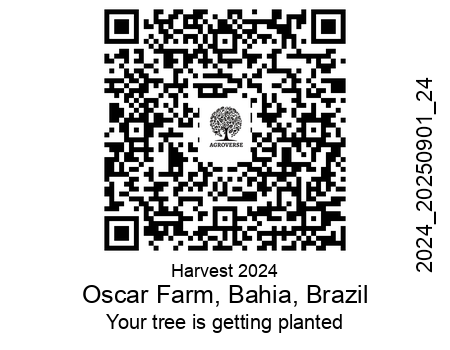 AGROVERSE
Harvest 2024
Oscar Farm, Bahia, Brazil
Your tree is getting planted
2024_20250901_24